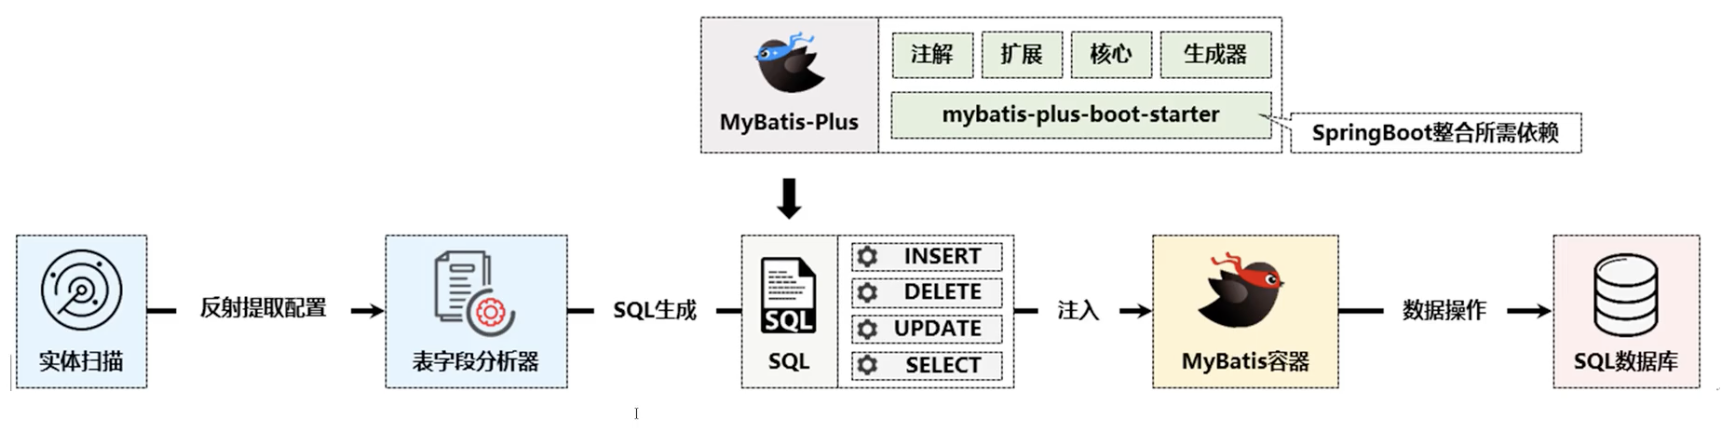 注解
扩展
核心
生成器
MyBatis-Plus
mybatis-plus-boot-starter
SpringBoot整合所需依赖
实体扫描
反射提取配置
表字段分析器
SQL生成
SQL
SQL
INSERT
DELETE
UPDATE
SELECT
注入
MyBatis容器
数据操作
SQL数据库